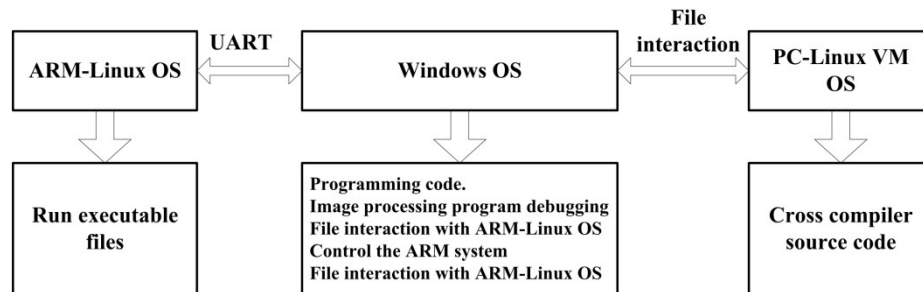 UART
File
interaction
ARM-Linux OS
Windows OS
PC-Linux VM
OS
Run executable
files
Programming code.
Image processing program debugging
File interaction with ARM-Linux OS
Control the ARM system
File interaction with ARM-Linux OS
Cross compiler
source code